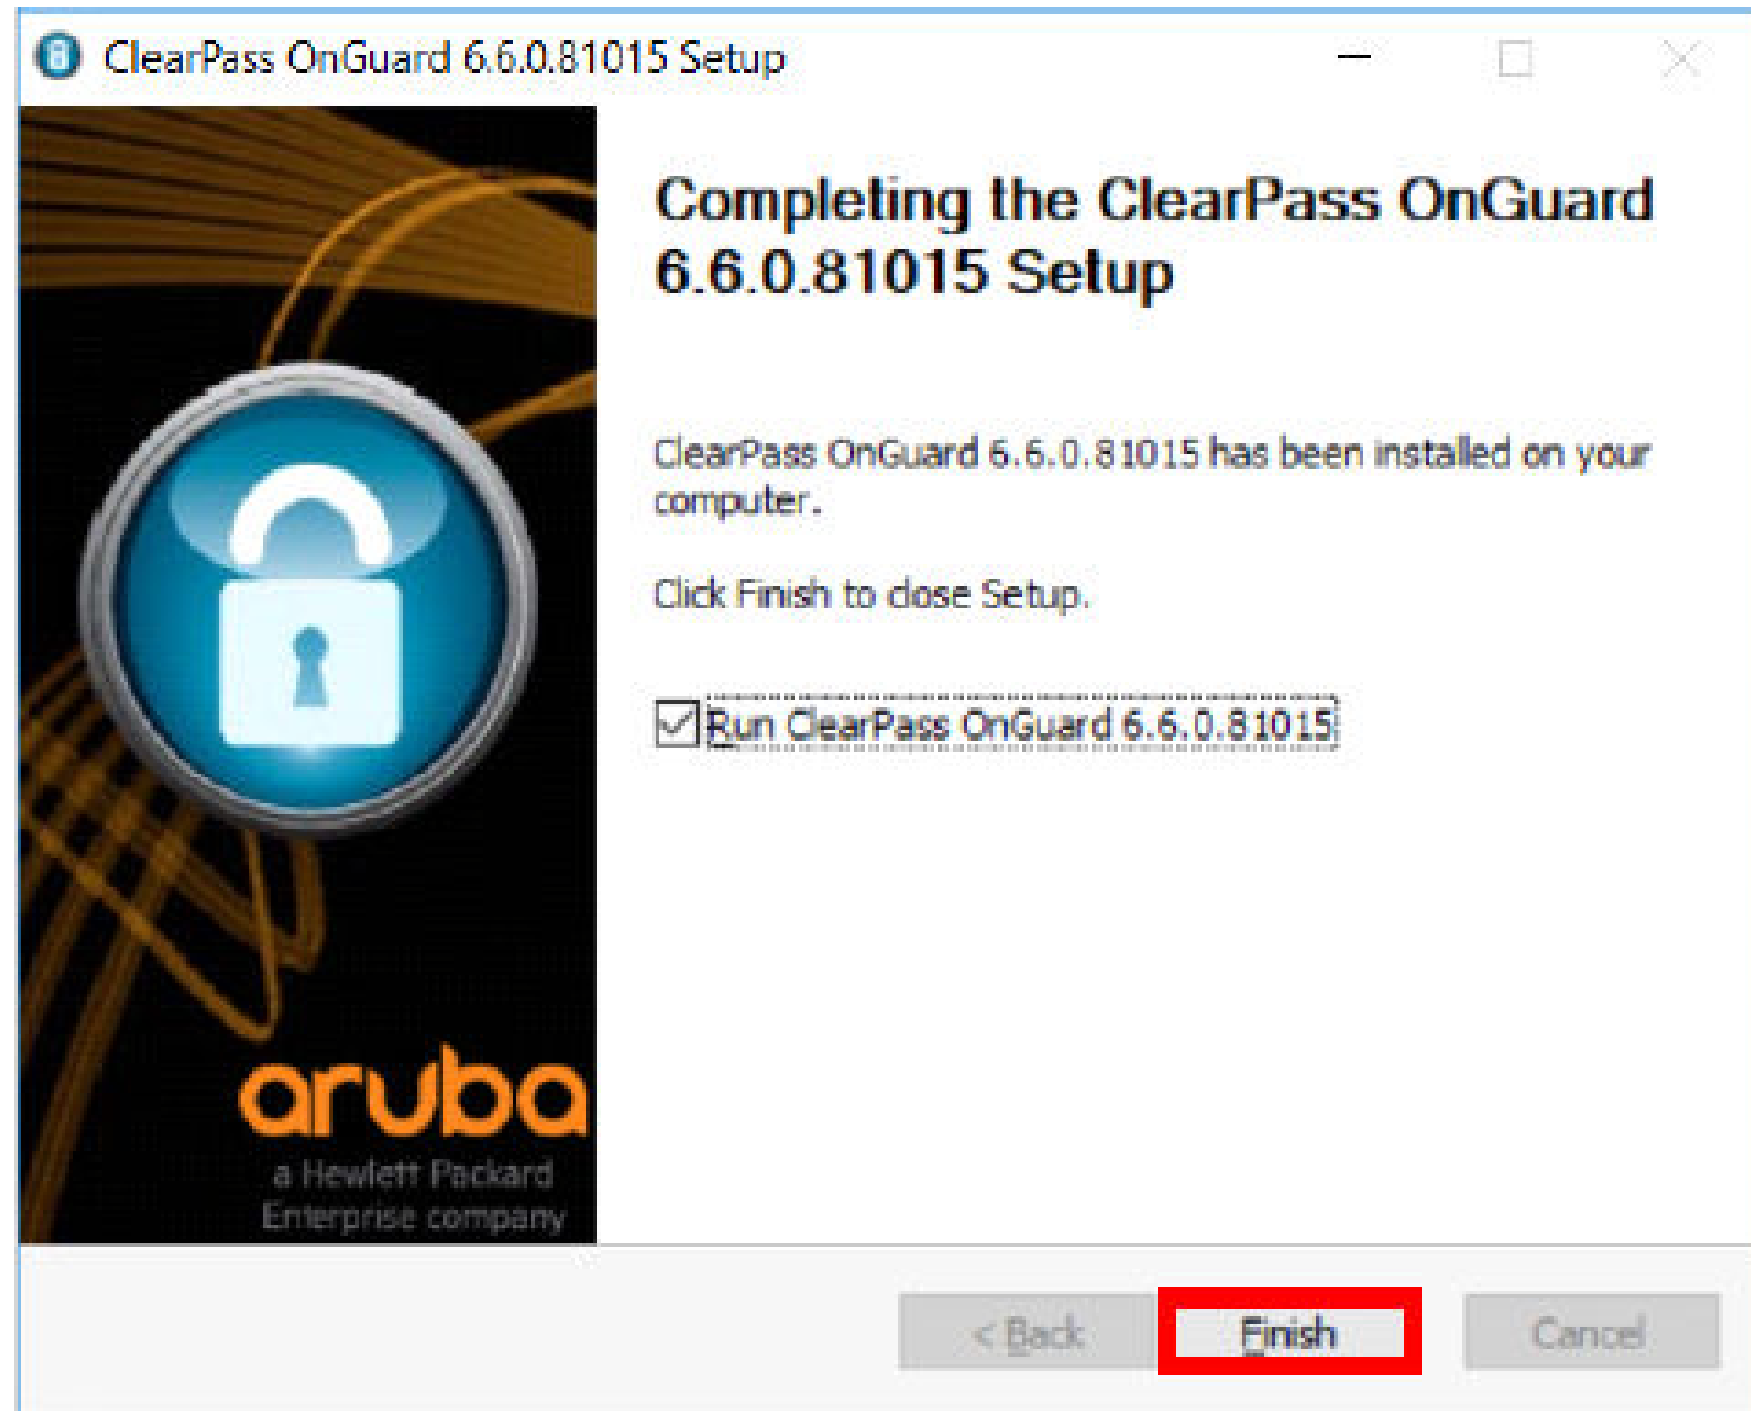 ClearPass OnGuard 6.6.0.81015 Setup
Completing the ClearPass OnGuard
6.6.0.81015 Setup
ClearPass OnGuard 6.6.0.81015 has been installed on your
computer.
Click Finish to close Setup.
Run ClearPass OnGuard 6.6.0.81015
aruba
a Hewlett Packard
Enterprise company
< Back
Finish
Cancel